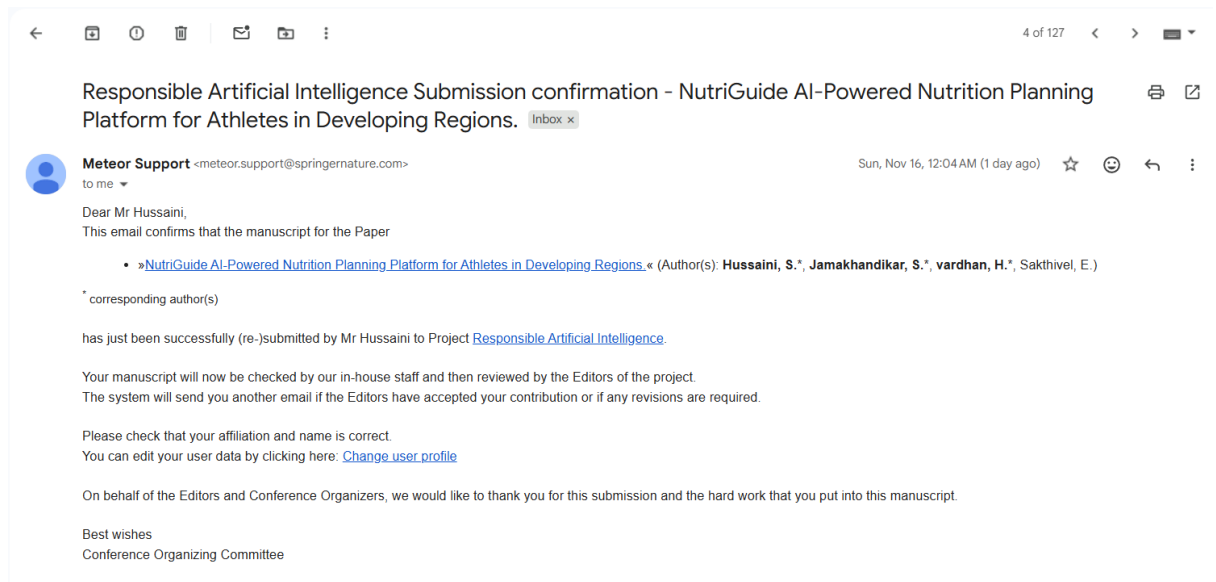 4 of 127
Responsible Artificial Intelligence Submission confirmation - NutriGuide AI-Powered Nutrition Planning
Platform for Athletes in Developing Regions. Inbox ×
Meteor Support <meteor.support@springernature.com> Sun, Nov 16, 12:04 AM (1 day ago)
to me
Dear Mr Hussaini,
This email confirms that the manuscript for the Paper
• »NutriGuide AI-Powered Nutrition Planning Platform for Athletes in Developing Regions.« (Author(s): Hussaini, S.*, Jamakhandikar, S.*, vardhan, H.*, Sakthivel, E.)
* corresponding author(s)
has just been successfully (re-)submitted by Mr Hussaini to Project Responsible Artificial Intelligence.
Your manuscript will now be checked by our in-house staff and then reviewed by the Editors of the project.
The system will send you another email if the Editors have accepted your contribution or if any revisions are required.
Please check that your affiliation and name is correct.
You can edit your user data by clicking here: Change user profile
On behalf of the Editors and Conference Organizers, we would like to thank you for this submission and the hard work that you put into this manuscript.
Best wishes
Conference Organizing Committee